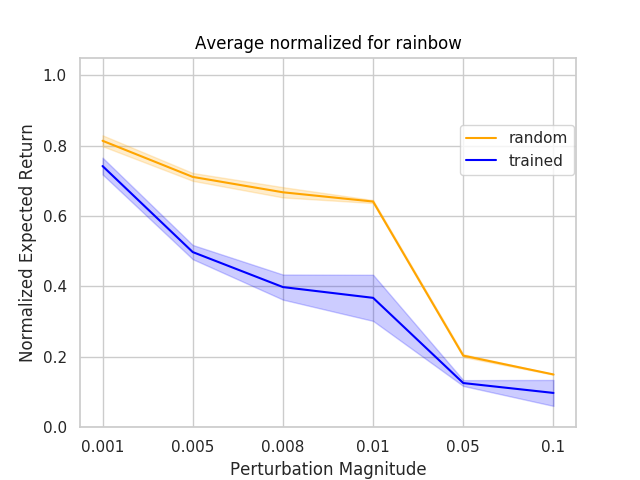 Average normalized for rainbow
Normalized Expected Return
1.0
0.8
0.6
0.4
0.2
0.0
random
trained
0.001 0.005 0.008 0.01 0.05 0.1
Perturbation Magnitude